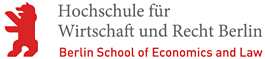 Hochschule für
Wirtschaft und Recht Berlin
Berlin School of Economics and Law